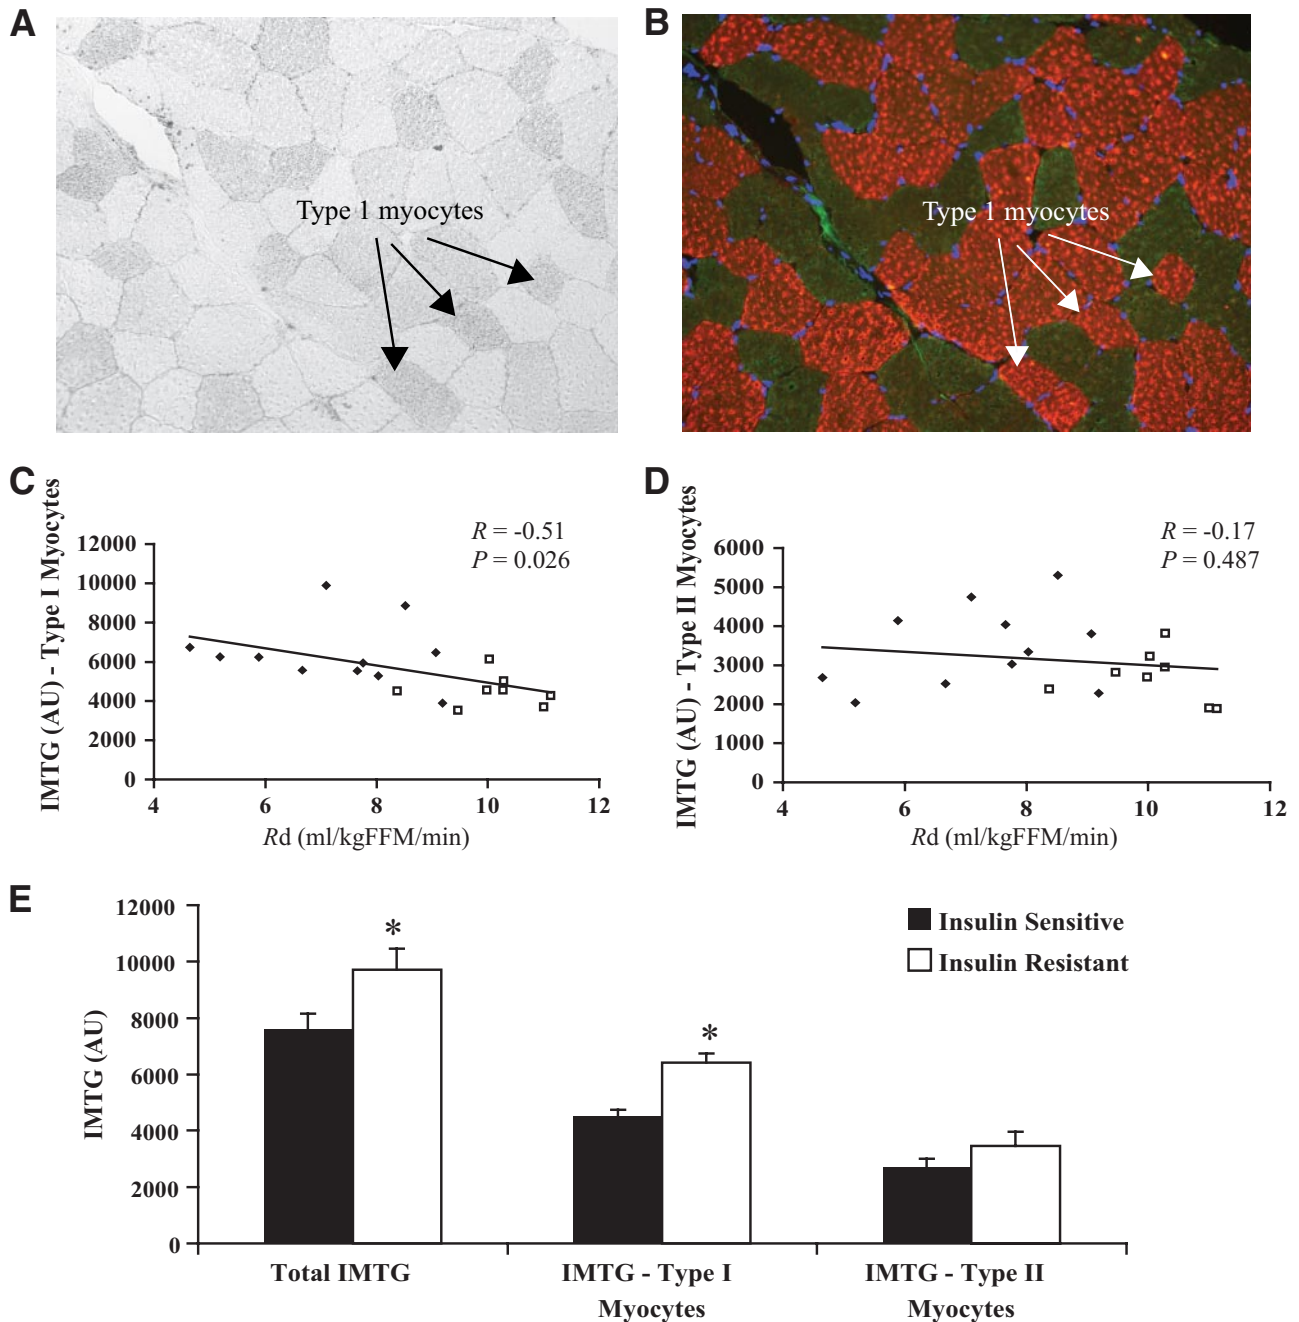 A
Type 1 myocytes
B
Type 1 myocytes
C
IMTG (AU) - Type I Myocytes
12000
10000
8000
6000
4000
2000
0
4
6
8
10
12
Rd (ml/kgFFM/min)
R = -0.51
P = 0.026
D
IMTG (AU) - Type II Myocytes
6000
5000
4000
3000
2000
1000
0
4
6
8
10
12
Rd (ml/kgFFM/min)
R = -0.17
P = 0.487
E
IMTG (AU)
12000
10000
8000
6000
4000
2000
0
*
*
Insulin Sensitive
Insulin Resistant
Total IMTG
IMTG - Type I
Myocytes
IMTG - Type II
Myocytes